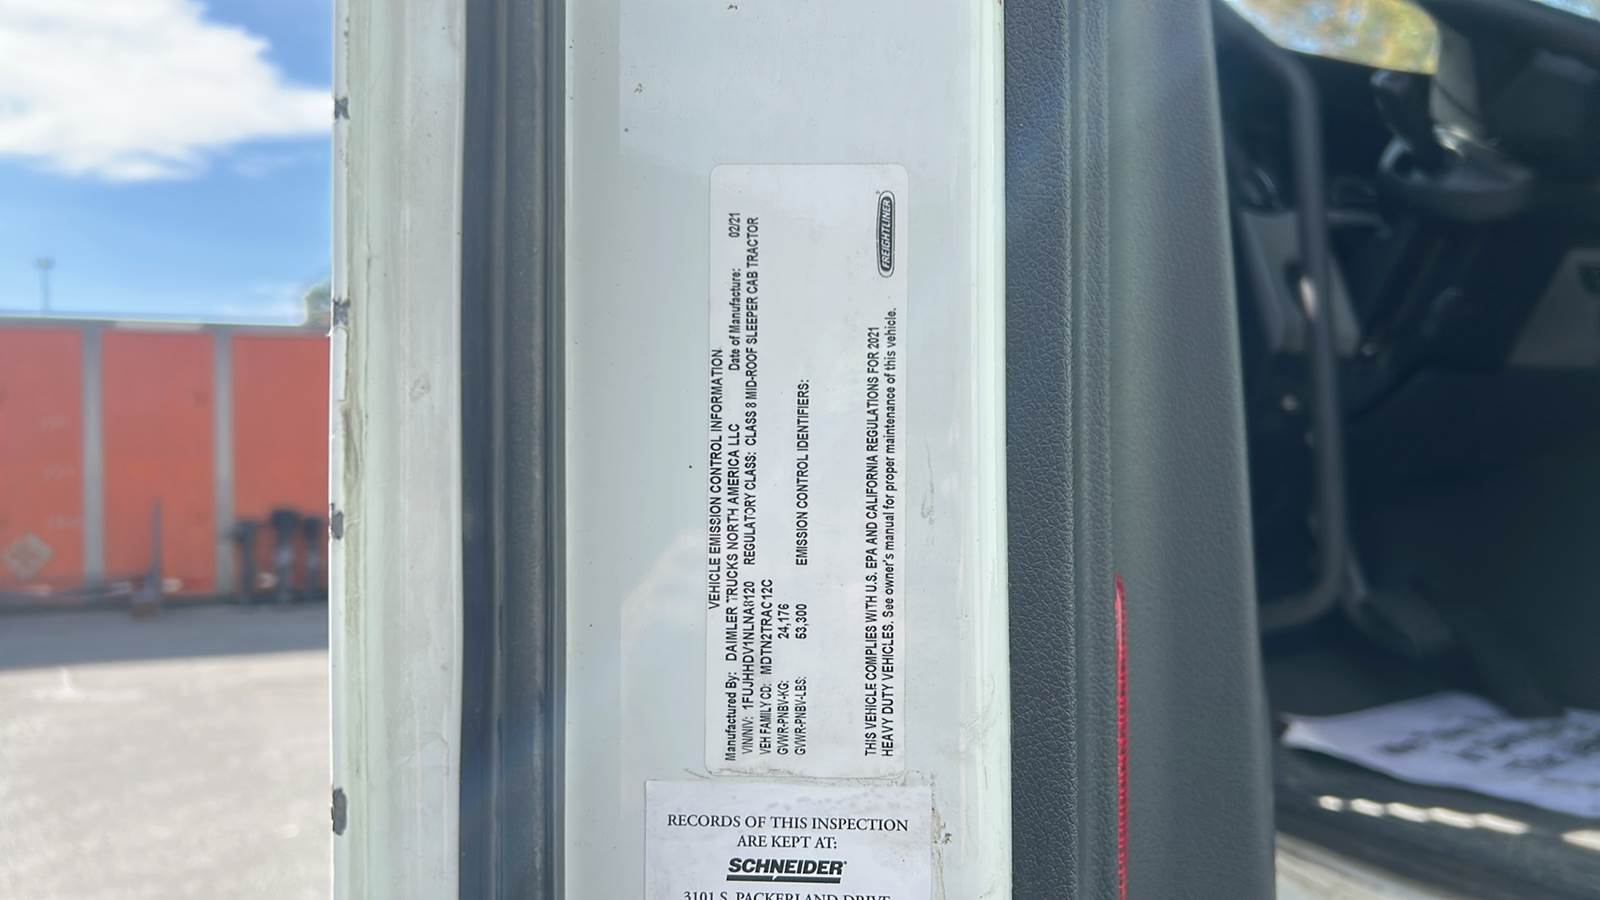 VEHICLE EMISSION CONTROL INFORMATION
Manufactured By: DAIMLER TRUCKS NORTH AMERICA LLC Date of Manufacture: 02/21
VIN/NIV: 1FUJHHDV1NLNA8120 REGULATORY CLASS: CLASS 8 MID-ROOF SLEEPER CAB TRACTOR
VEH FAMILY CD: MDTN2TRAC12C
GVWR-PNBV-KG: 24,176
GVWR-PNBV-LBS: 53,300 EMISSION CONTROL IDENTIFIERS:
THIS VEHICLE COMPLIES WITH U.S. EPA AND CALIFORNIA REGULATIONS FOR 2021
HEAVY DUTY VEHICLES. See owner's manual for proper maintenance of this vehicle.
FREIGHTLINER
RECORDS OF THIS INSPECTION
ARE KEPT AT:
SCHNEIDER
3101 S. PACKERLAND DRIVE